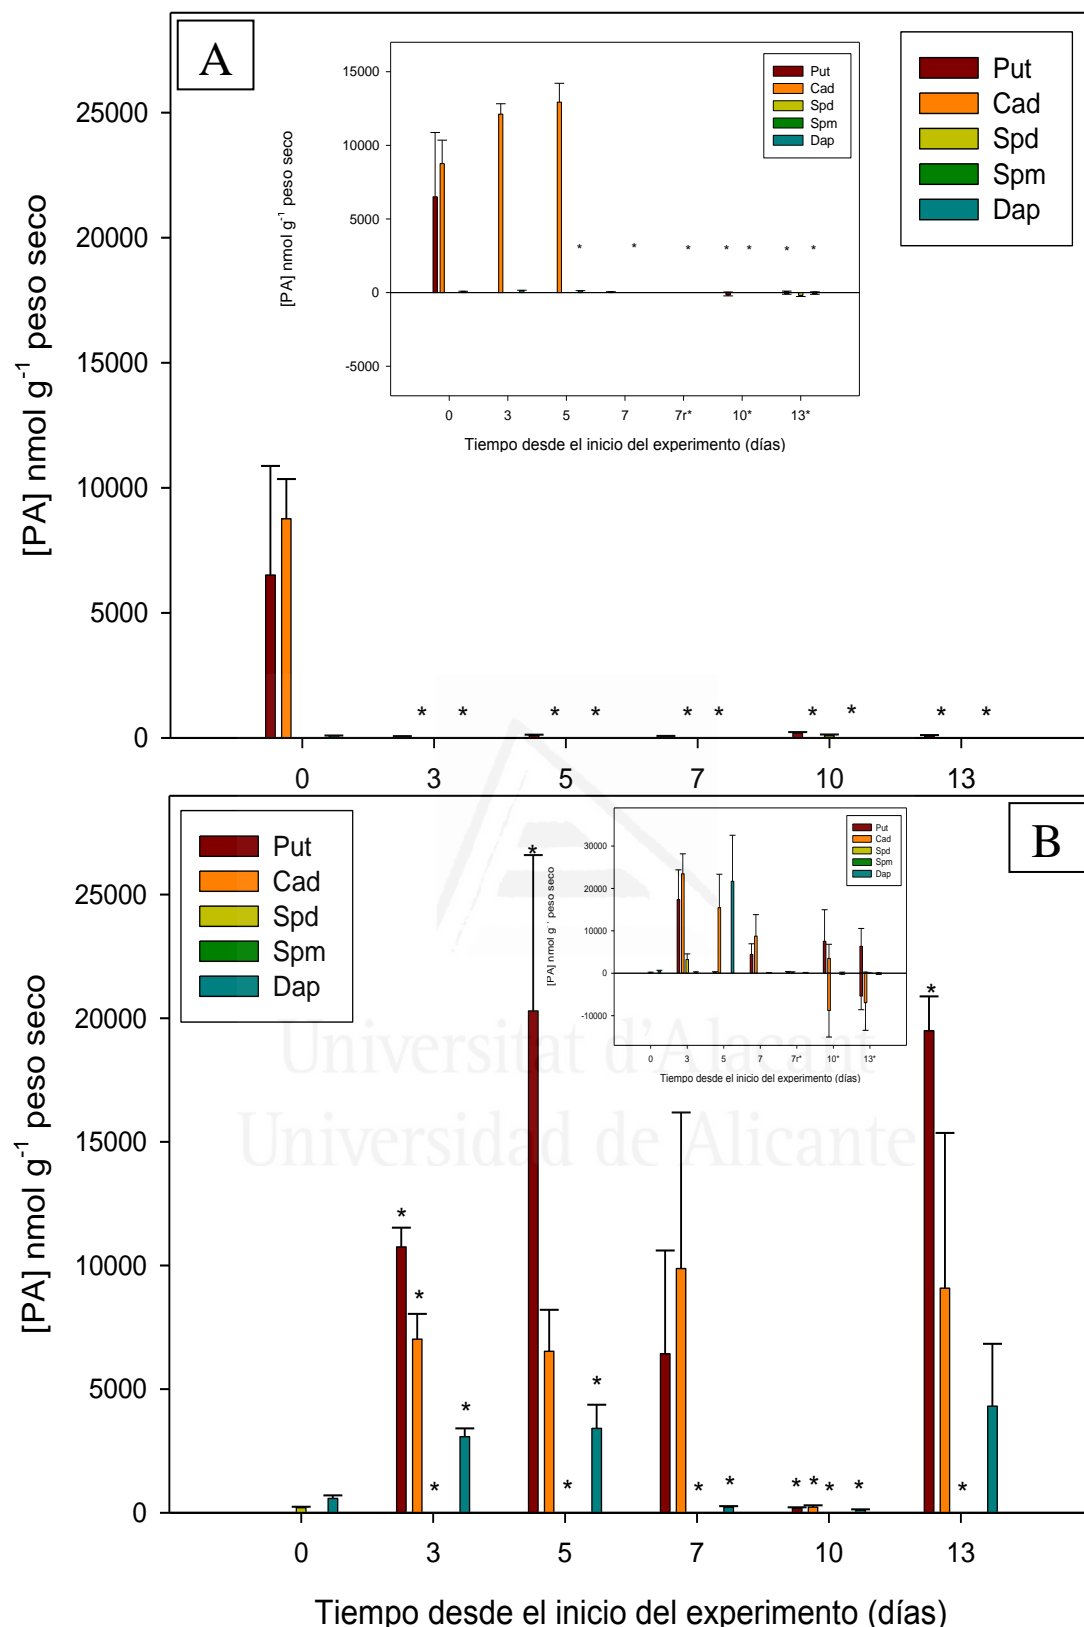 A
Put
Cad
Spd
Spm
Dap
[PA] nmol g⁻¹ peso seco
25000
20000
15000
10000
5000
0
0 3 5 7 10 13
* * * * * * * * * *
Put
Cad
Spd
Spm
Dap
[PA] nmol g⁻¹ peso seco
15000
10000
5000
0
-5000
* * * * * * *
0 3 5 7 7r* 10* 13*
Tiempo desde el inicio del experimento (días)
B
Put
Cad
Spd
Spm
Dap
[PA] nmol g⁻¹ peso seco
25000
20000
15000
10000
5000
0
* * * * * * * * * * * * * * *
0 3 5 7 10 13
Tiempo desde el inicio del experimento (días)
Put
Cad
Spd
Spm
Dap
[PA] nmol g⁻¹ peso seco
30000
20000
10000
0
-10000
0 3 5 7 7r* 10* 13*
Tiempo desde el inicio del experimento (días)
Universitat d'Alacant
Universidad de Alicante